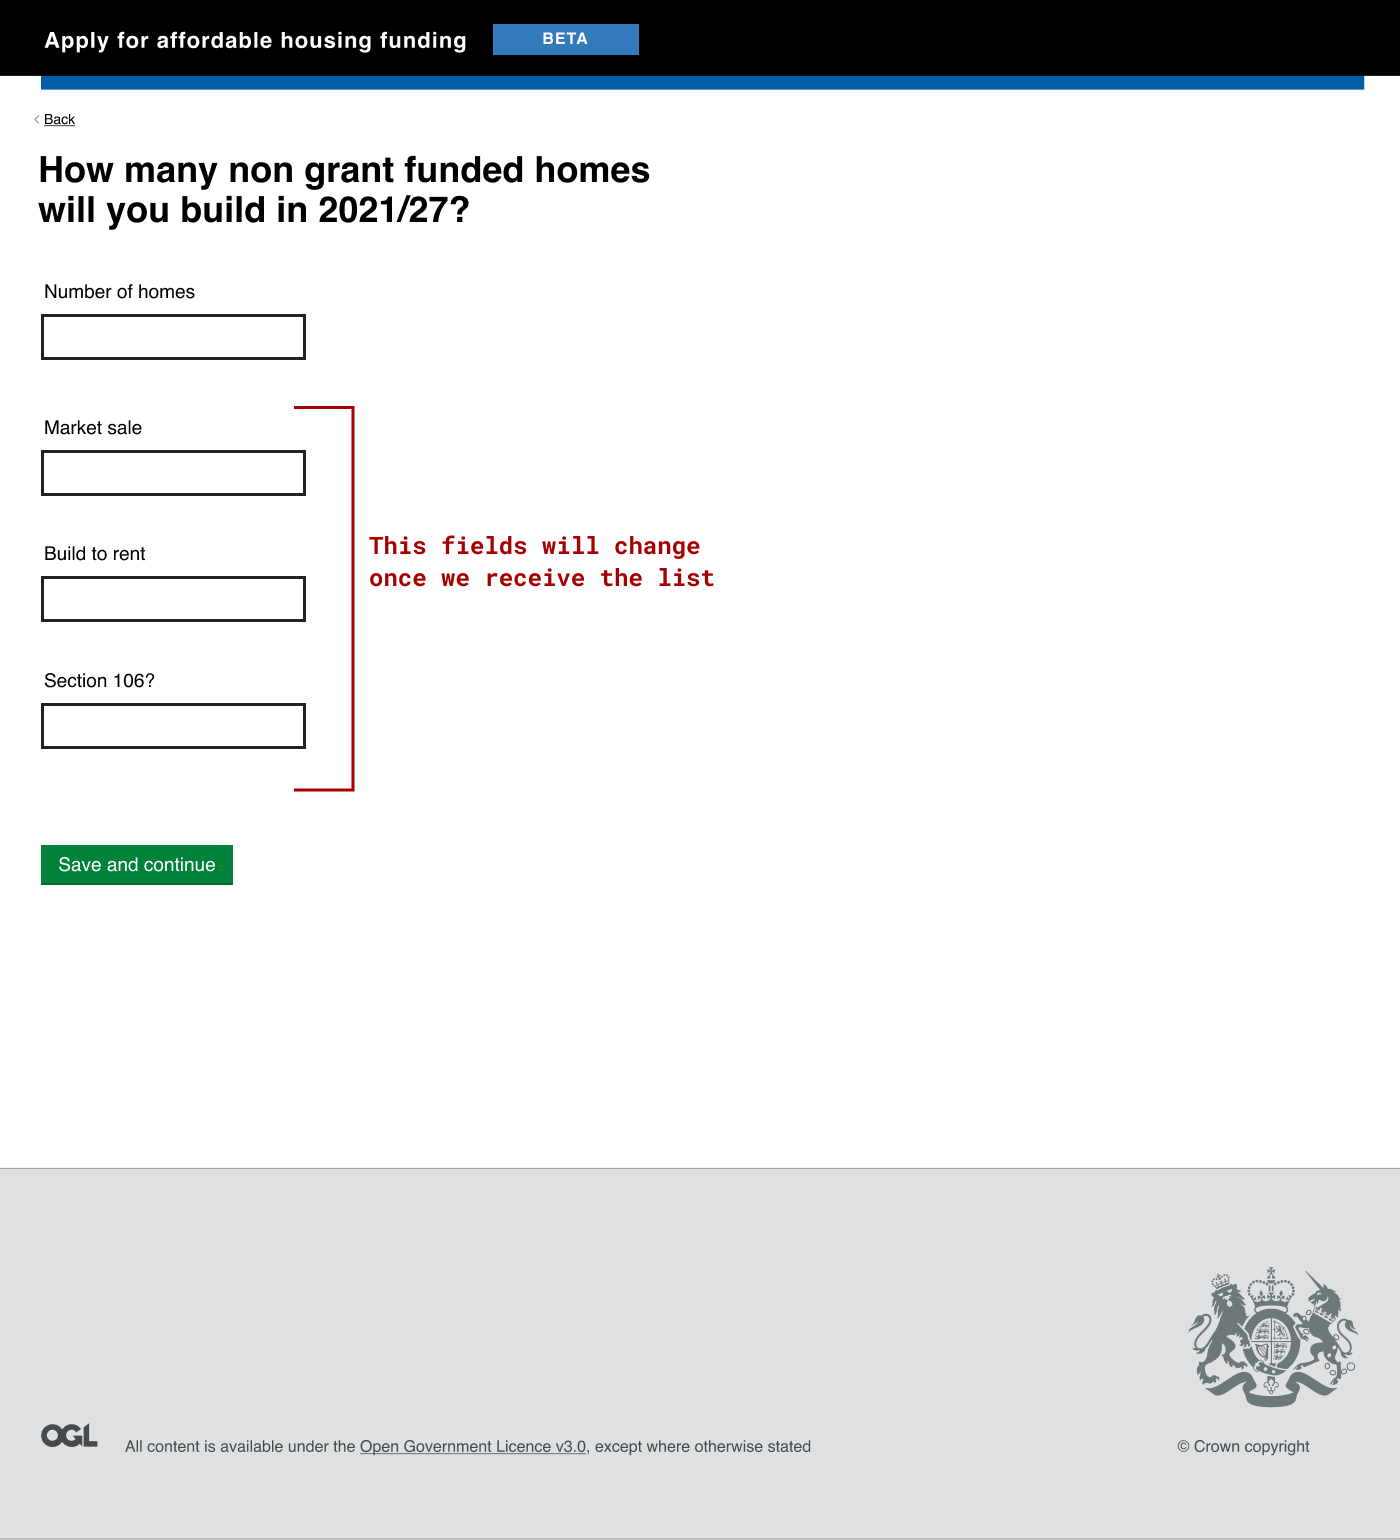 Apply for affordable housing funding BETA
Back
How many non grant funded homes
will you build in 2021/27?
Number of homes
Market sale
This fields will change
once we receive the list
Build to rent
Section 106?
Save and continue
OGL
All content is available under the Open Government Licence v3.0, except where otherwise stated
© Crown copyright